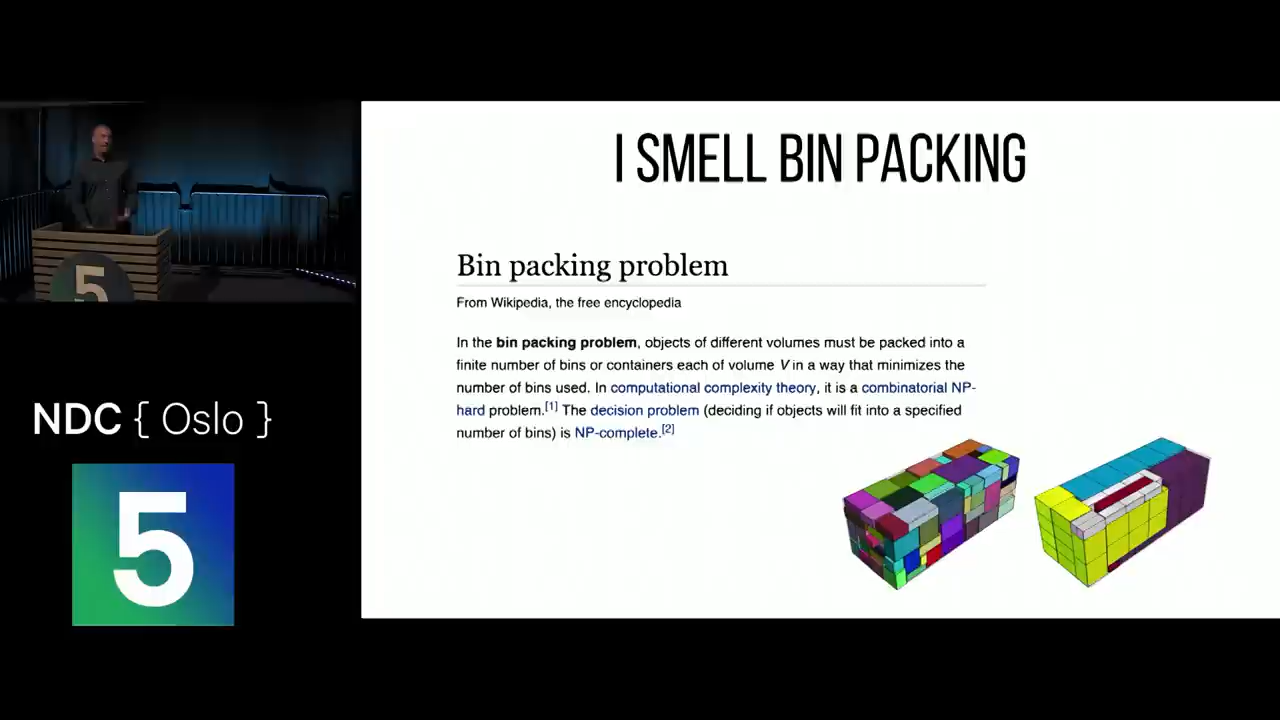 I SMELL BIN PACKING
Bin packing problem
From Wikipedia, the free encyclopedia
In the bin packing problem, objects of different volumes must be packed into a
finite number of bins or containers each of volume V in a way that minimizes the
number of bins used. In computational complexity theory, it is a combinatorial NP-
hard problem.[1] The decision problem (deciding if objects will fit into a specified
number of bins) is NP-complete.[2]
5
NDC { Oslo }
5